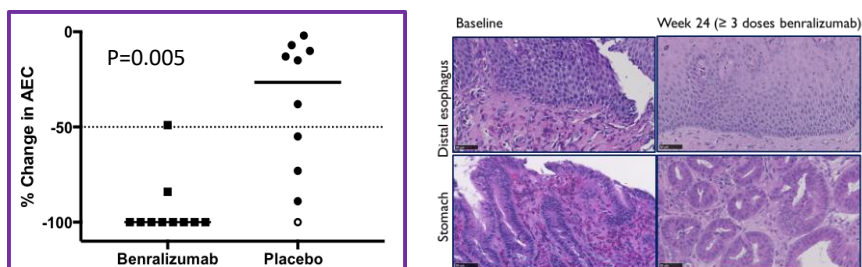 0
P=0.005
-50
-100
% Change in AEC
Benralizumab
Placebo
Baseline
Week 24 (≥ 3 doses benralizumab)
Distal esophagus
Stomach